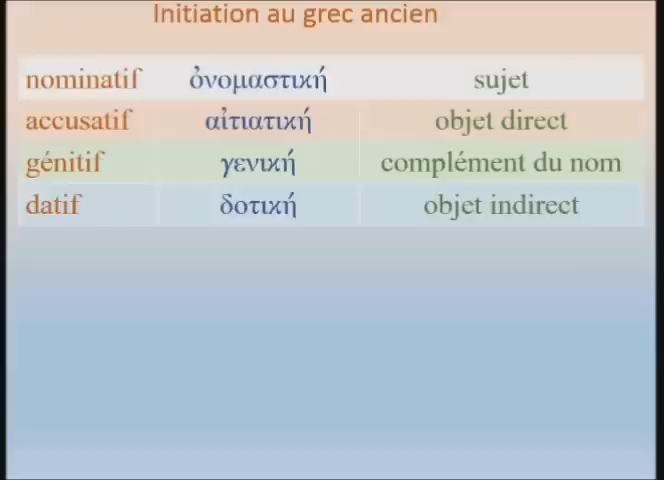 Initiation au grec ancien
nominatif ὀνομαστική sujet
accusatif αἰτιατική objet direct
génitif γενική complément du nom
datif δοτική objet indirect